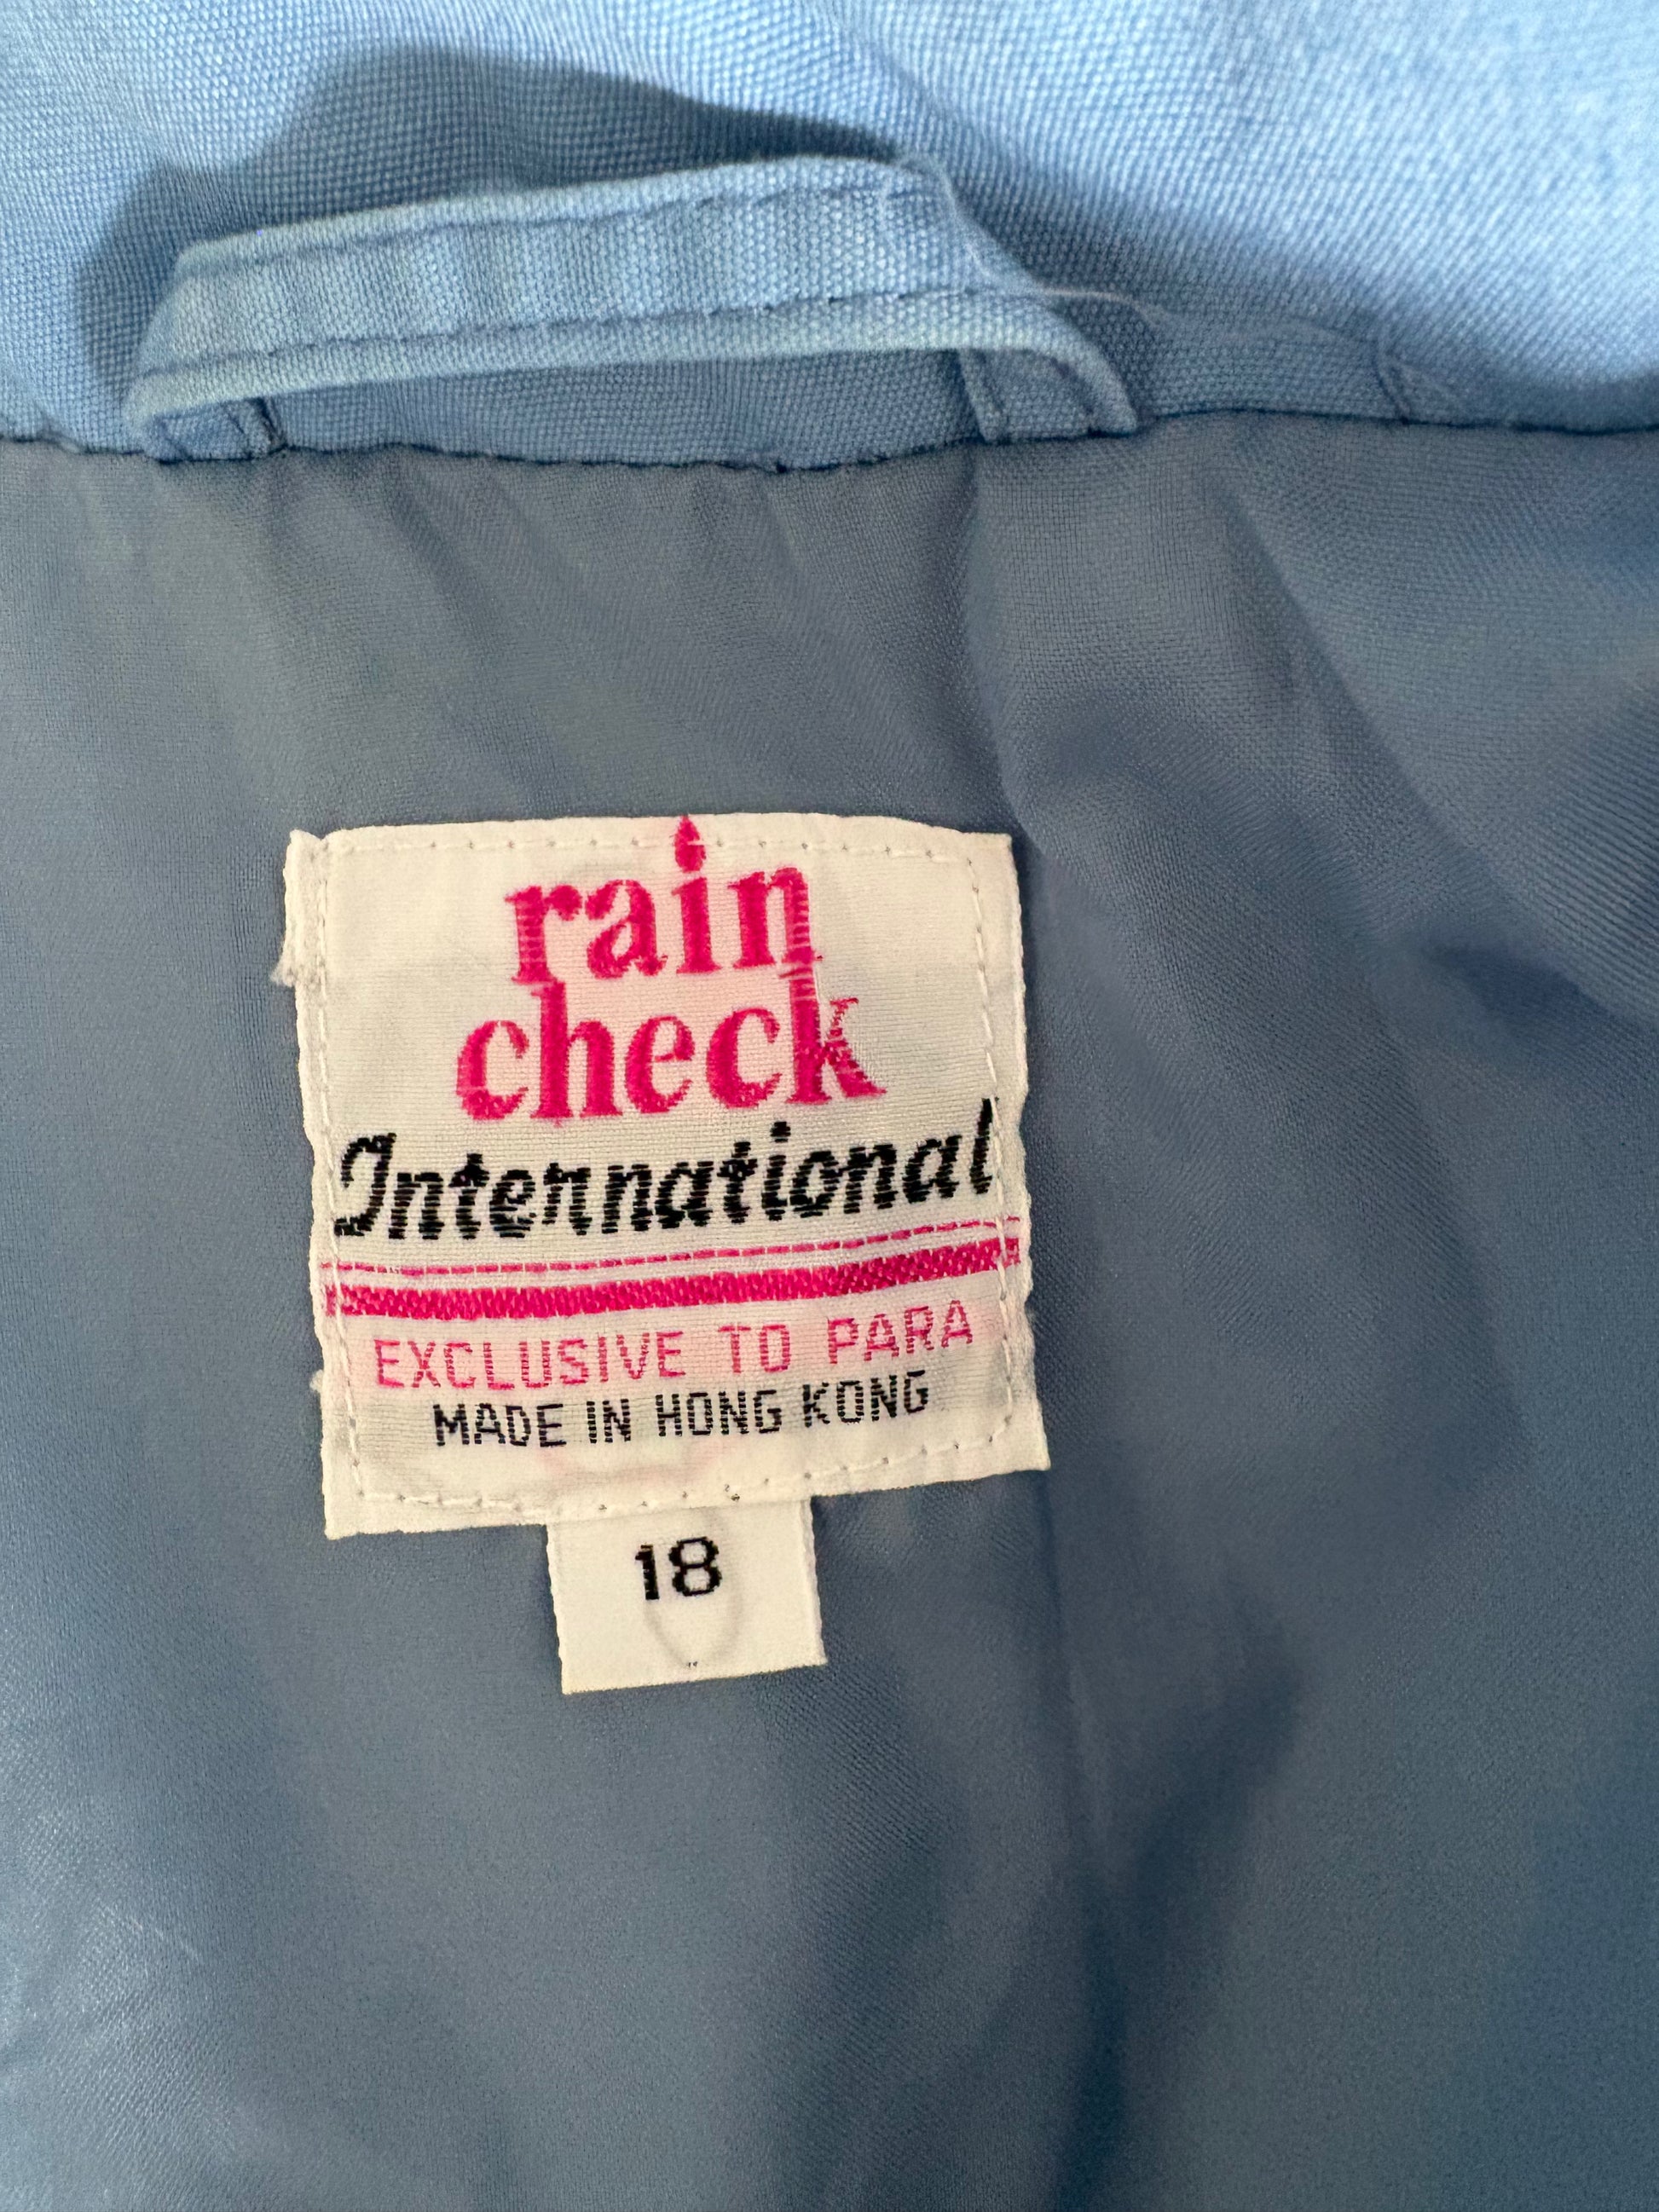 rain
check
International
EXCLUSIVE TO PARA
MADE IN HONG KONG
18